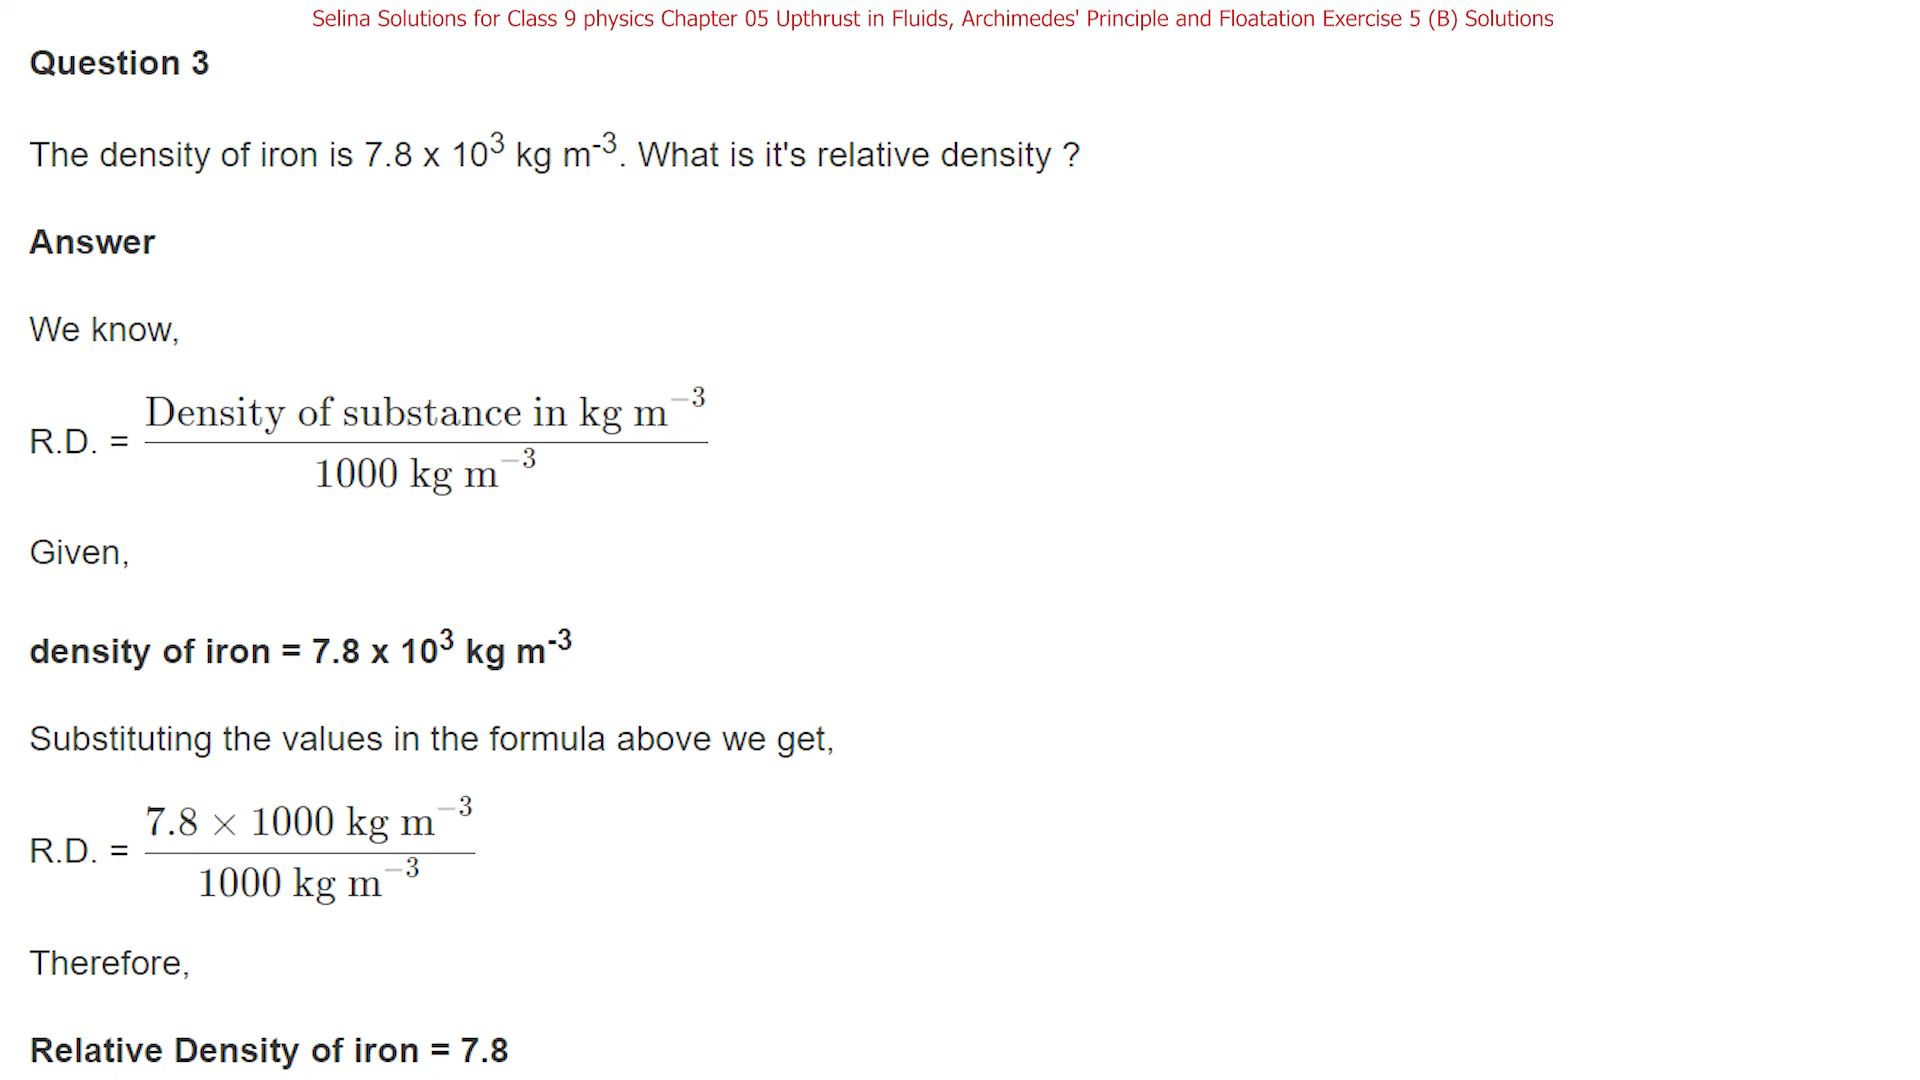 Selina Solutions for Class 9 physics Chapter 05 Upthrust in Fluids, Archimedes' Principle and Floatation Exercise 5 (B) Solutions
Question 3
The density of iron is 7.8 x 10³ kg m⁻³. What is it's relative density ?
Answer
We know,
R.D. = Density of substance in kg m⁻³ / 1000 kg m⁻³
Given,
density of iron = 7.8 x 10³ kg m⁻³
Substituting the values in the formula above we get,
R.D. = 7.8 × 1000 kg m⁻³ / 1000 kg m⁻³
Therefore,
Relative Density of iron = 7.8